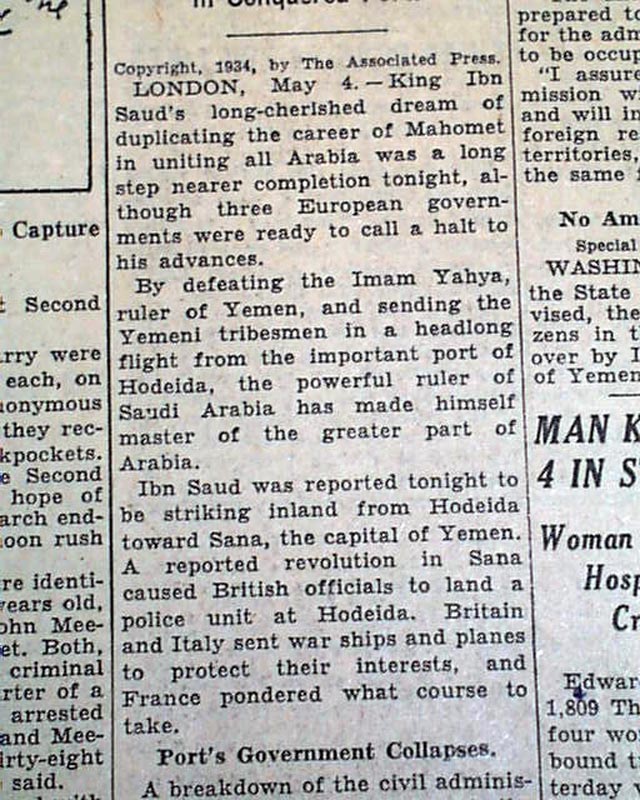 in Conquered
Copyright, 1934, by The Associated Press.
LONDON, May 4. — King Ibn
Saud's long-cherished dream of
duplicating the career of Mahomet
in uniting all Arabia was a long
step nearer completion tonight, al-
though three European govern-
ments were ready to call a halt to
his advances.
By defeating the Imam Yahya,
ruler of Yemen, and sending the
Yemeni tribesmen in a headlong
flight from the important port of
Hodeida, the powerful ruler of
Saudi Arabia has made himself
master of the greater part of
Arabia.
Ibn Saud was reported tonight to
be striking inland from Hodeida
toward Sana, the capital of Yemen.
A reported revolution in Sana
caused British officials to land a
police unit at Hodeida. Britain
and Italy sent war ships and planes
to protect their interests, and
France pondered what course to
take.
Port's Government Collapses.
A breakdown of the civil adminis-
Capture
Second
rry were
each, on
onymous
they rec-
kpockets.
Second
hope of
arch end-
oon rush
re identi-
years old,
ohn Mee-
et. Both,
criminal
rter of a
arrested
and Mee-
irty-eight
said.
prepared to
for the adm
to be occup
"I assure
mission wi
and will in
foreign re
territories,
the same
No Am
Special
WASHIN
the State
vised, the
zens in t
over by I
of Yemen
MAN K
4 IN S
Woman
Hosp
Cr
Edwar
1,809 Th
four wo
bound t
terday